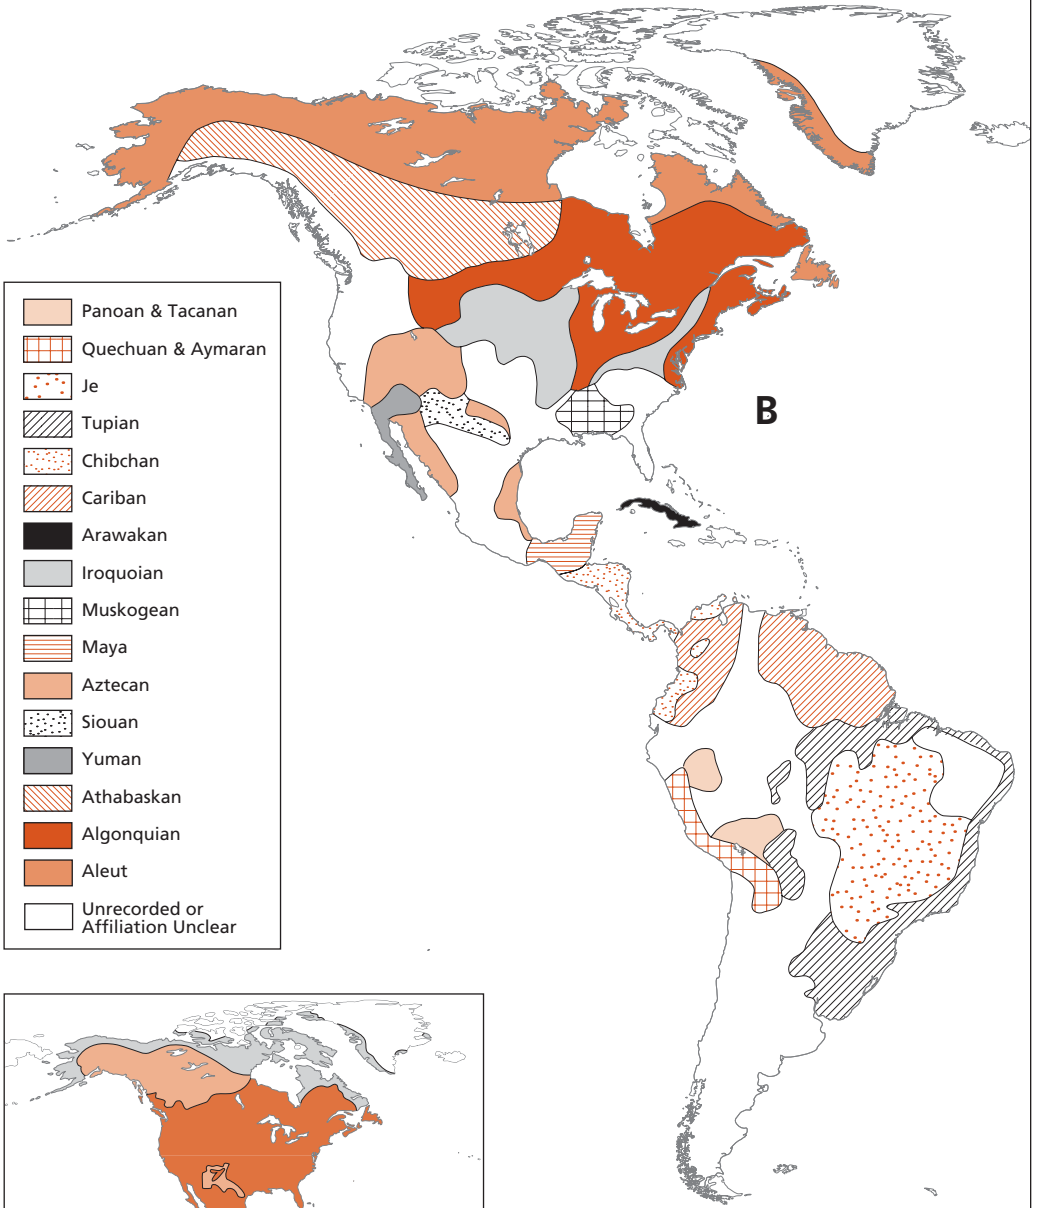 B
Panoan & Tacanan
Quechuan & Aymaran
Je
Tupian
Chibchan
Cariban
Arawakan
Iroquoian
Muskogean
Maya
Aztecan
Siouan
Yuman
Athabaskan
Algonquian
Aleut
Unrecorded or
Affiliation Unclear